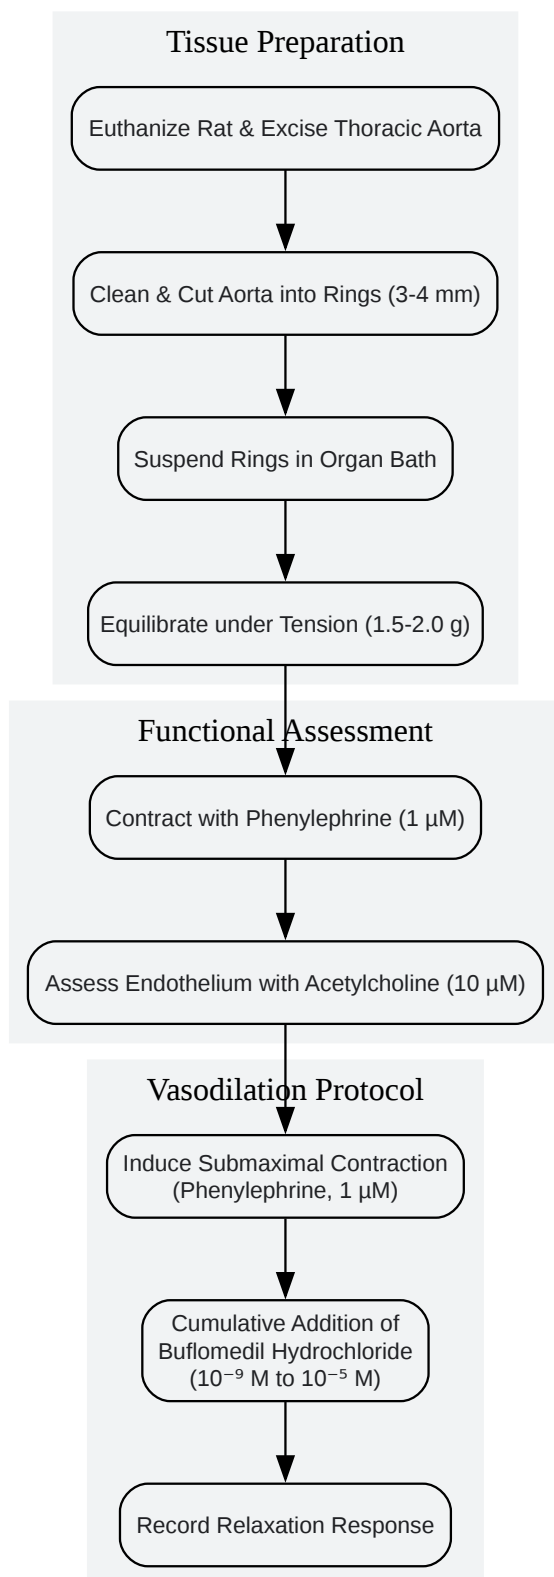 Tissue Preparation
Euthanize Rat & Excise Thoracic Aorta
Clean & Cut Aorta into Rings (3-4 mm)
Suspend Rings in Organ Bath
Equilibrate under Tension (1.5-2.0 g)
Functional Assessment
Contract with Phenylephrine (1 µM)
Assess Endothelium with Acetylcholine (10 µM)
Vasodilation Protocol
Induce Submaximal Contraction
(Phenylephrine, 1 µM)
Cumulative Addition of
Buflomedil Hydrochloride
(10⁻⁹ M to 10⁻⁵ M)
Record Relaxation Response